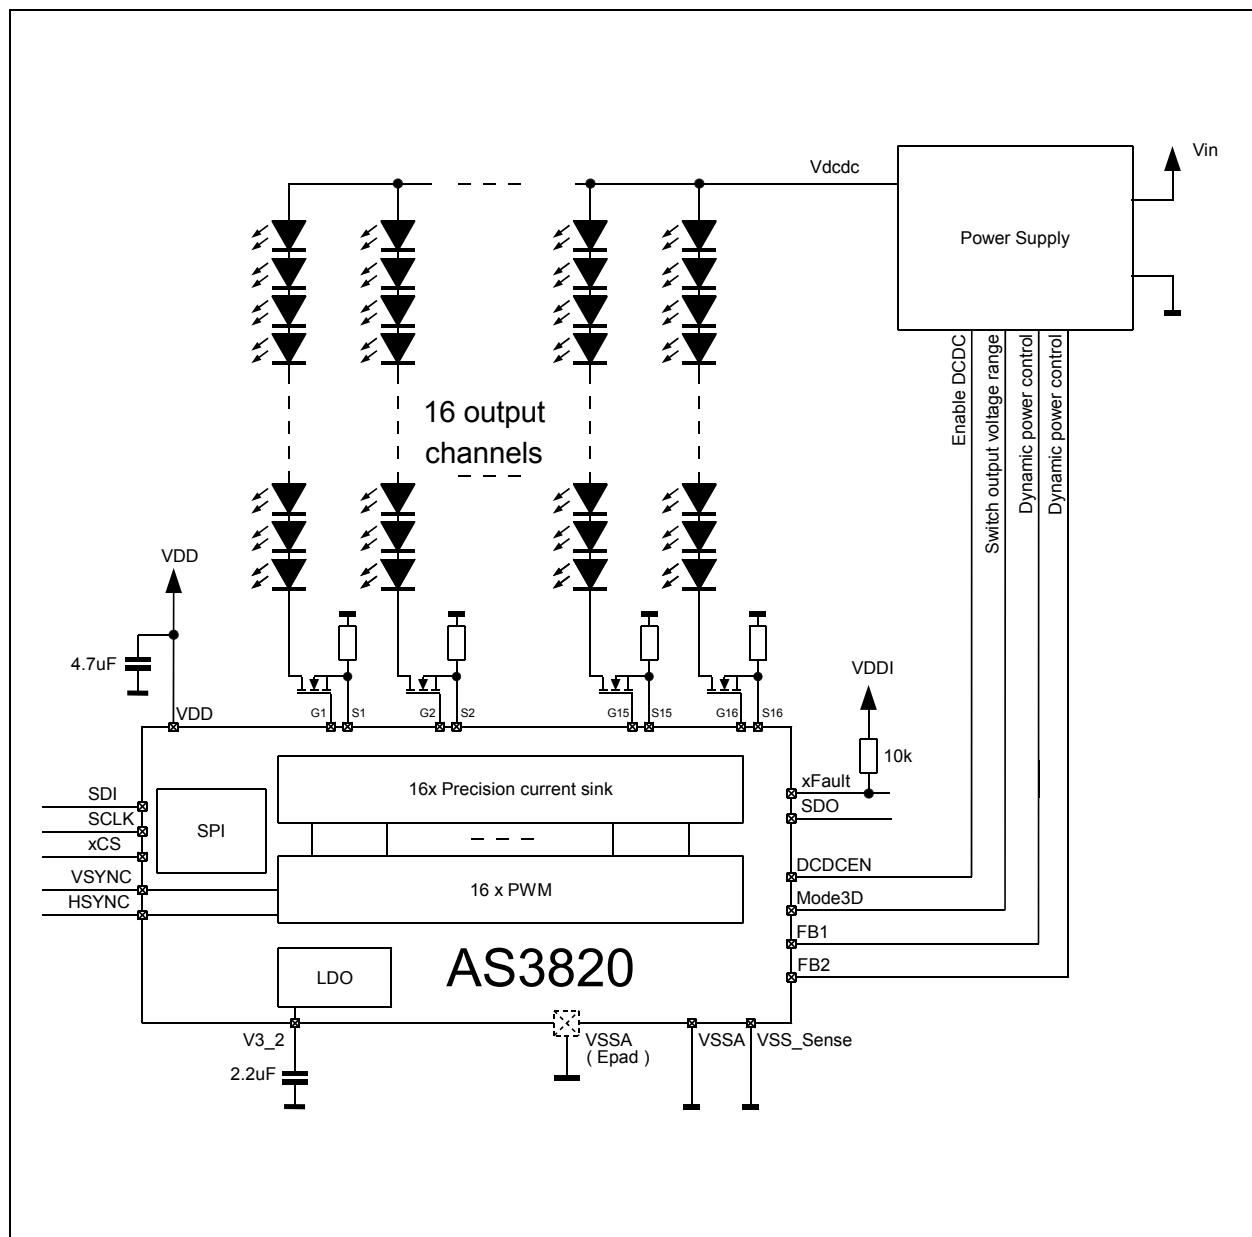 Vin
Vdcdc
Power Supply
Enable DCDC
Switch output voltage range
Dynamic power control
Dynamic power control
16 output
channels
VDD
4.7uF
VDD
G1
S1
G2
S2
G15
S15
G16
S16
VDDI
10k
xFault
SDO
SDI
SCLK
xCS
VSYNC
HSYNC
SPI
16x Precision current sink
16 x PWM
DCDCEN
Mode3D
FB1
FB2
LDO
AS3820
V3_2
2.2uF
VSSA
( Epad )
VSSA
VSS_Sense